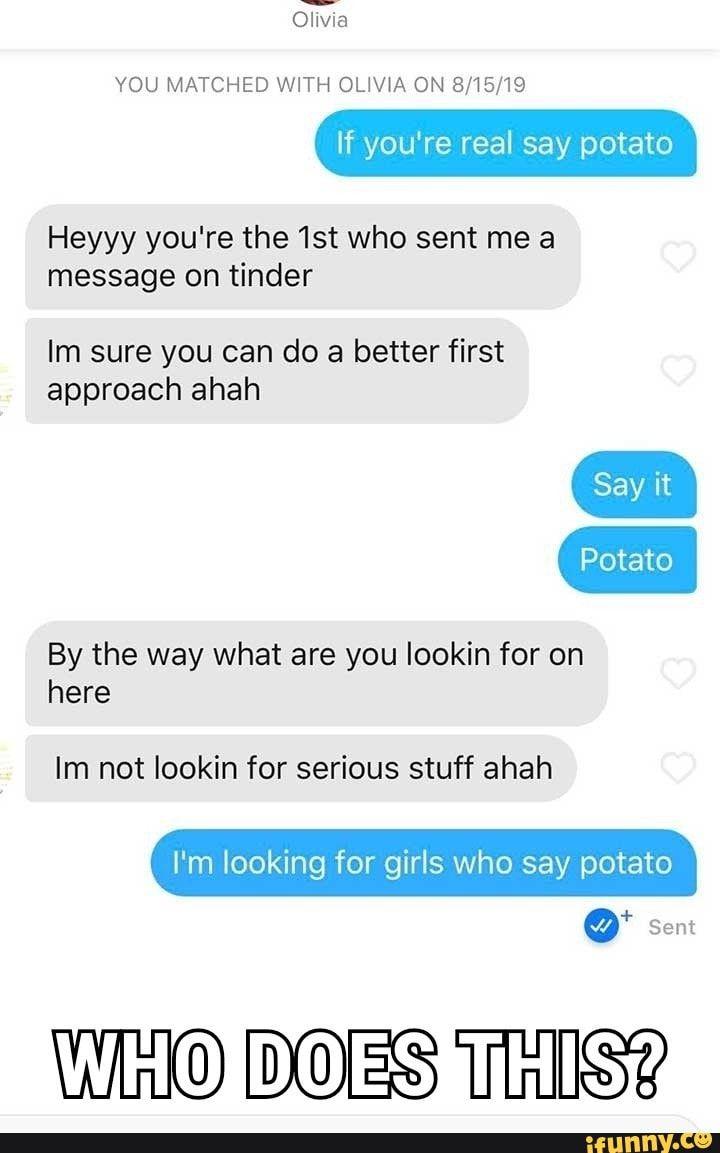 Olivia
YOU MATCHED WITH OLIVIA ON 8/15/19
If you're real say potato
Heyyy you're the 1st who sent me a
message on tinder
Im sure you can do a better first
approach ahah
Say it
Potato
By the way what are you lookin for on
here
Im not lookin for serious stuff ahah
I'm looking for girls who say potato
Sent
WHO DOES THIS?
ifunny.co